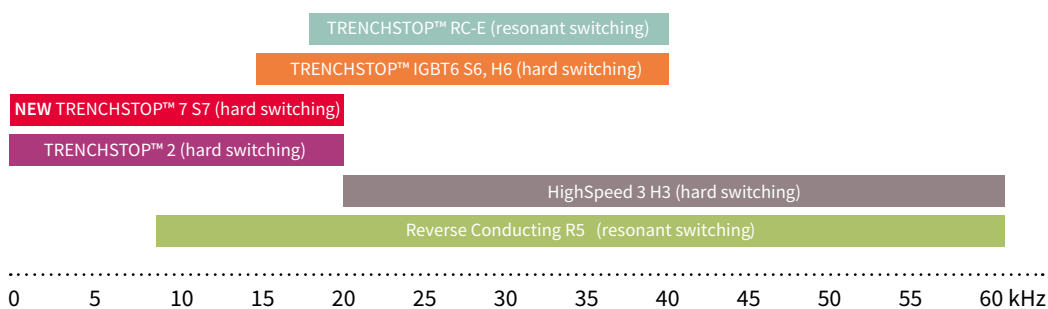 TRENCHSTOP™ RC-E (resonant switching)
TRENCHSTOP™ IGBT6 S6, H6 (hard switching)
NEW TRENCHSTOP™ 7 S7 (hard switching)
TRENCHSTOP™ 2 (hard switching)
HighSpeed 3 H3 (hard switching)
Reverse Conducting R5 (resonant switching)
0 5 10 15 20 25 30 35 40 45 50 55 60 kHz